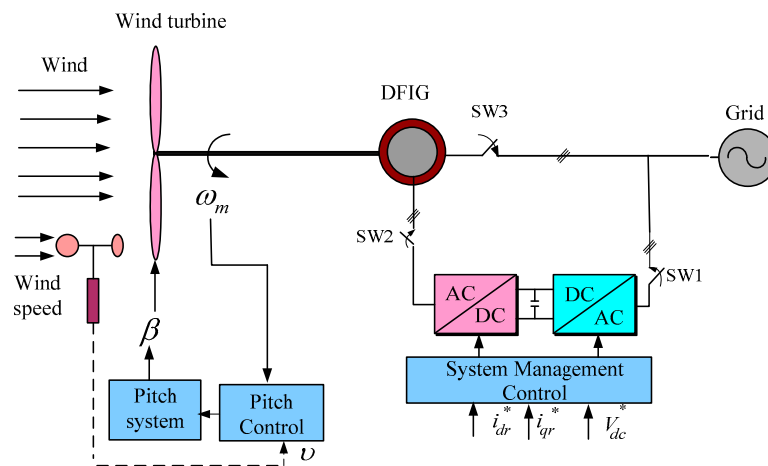 Wind turbine
Wind
DFIG
SW3
Grid
ω_m
SW2
SW1
Wind
speed
AC
DC
DC
AC
β
System Management
Control
Pitch
system
Pitch
Control
i_dr^*
i_qr^*
V_dc^*
υ